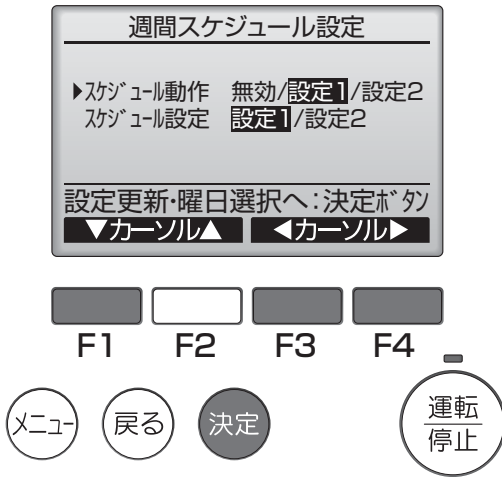 週間スケジュール設定
▶スケジュール動作 無効/設定1/設定2
スケジュール設定 設定1/設定2
設定更新・曜日選択へ:決定ボタン
▼カーソル▲ ◀カーソル▶
F1 F2 F3 F4
メニュー 戻る 決定 運転
停止